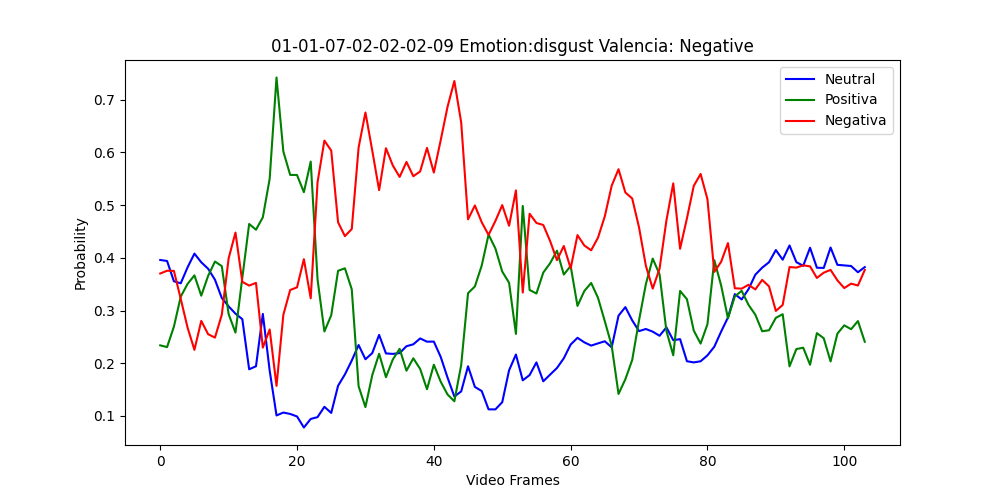 01-01-07-02-02-02-09 Emotion:disgust Valencia: Negative
Neutral
Positiva
Negativa
Probability
0.7
0.6
0.5
0.4
0.3
0.2
0.1
0 20 40 60 80 100
Video Frames